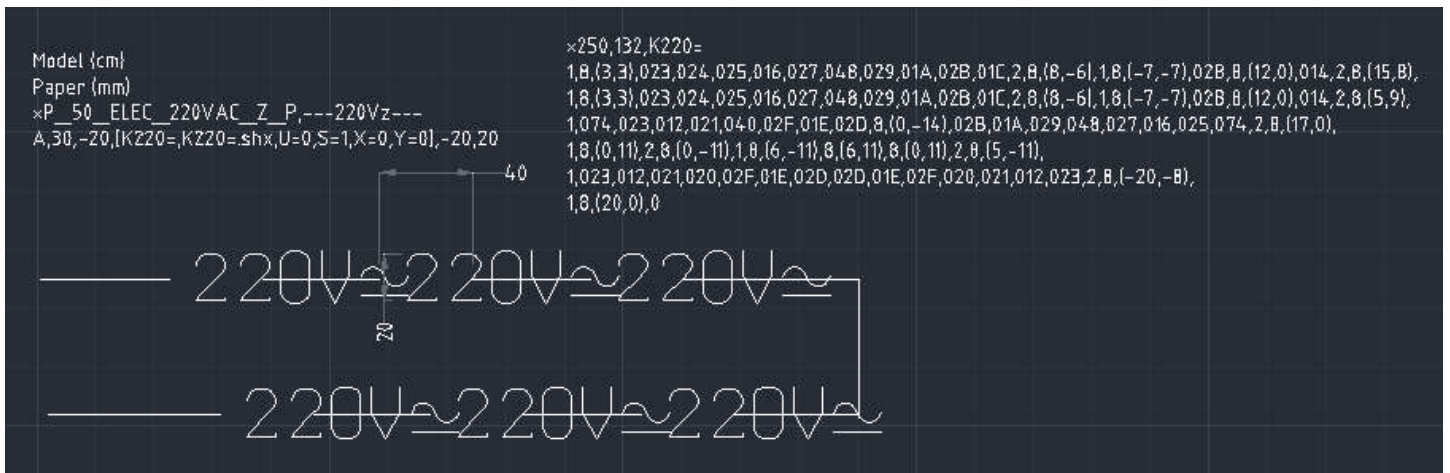 Model (cm)
Paper (mm)
*P__50__ELEC__220VAC__Z__P,---220Vz---
A,30,-20,[K220=,K220=.shx,U=0,S=1,X=0,Y=0],-20,20
*250,132,K220=
1,8,(3,3),023,024,025,016,027,048,029,01A,02B,01C,2,8,(8,-6),1,8,(-7,-7),02B,8,(12,0),014,2,8,(15,8),
1,8,(3,3),023,024,025,016,027,048,029,01A,02B,01C,2,8,(8,-6),1,8,(-7,-7),02B,8,(12,0),014,2,8,(5,9),
1,074,023,012,021,040,02F,01E,02D,8,(0,-14),02B,01A,029,048,027,016,025,074,2,8,(17,0),
1,8,(0,11),2,8,(0,-11),1,8,(6,-11),8,(6,11),8,(0,11),2,8,(5,-11),
1,023,012,021,020,02F,01E,02D,02D,01E,02F,020,021,012,023,2,8,(-20,-8),
1,8,(20,0),0
40
220V~220V~220V~
20
220V~220V~220V~